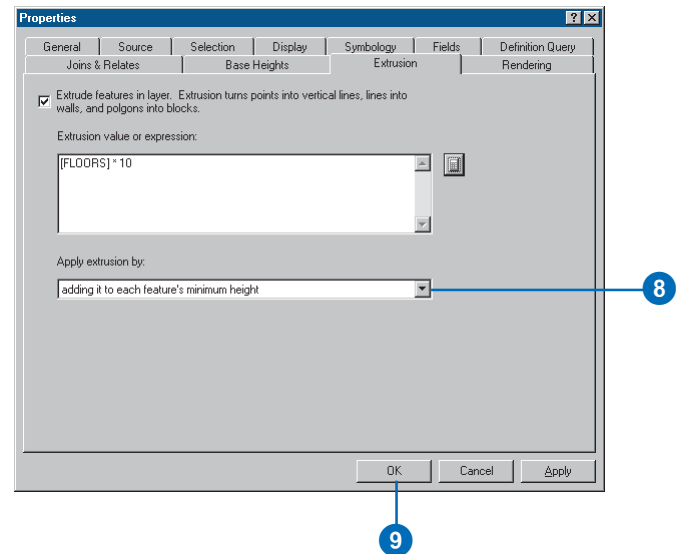 Properties
General Source Selection Display Symbology Fields Definition Query
Joins & Relates Base Heights Extrusion Rendering
Extrude features in layer. Extrusion turns points into vertical lines, lines into
walls, and polgons into blocks.
Extrusion value or expression:
[FLOORS] * 10
Apply extrusion by:
adding it to each feature's minimum height
8
OK Cancel Apply
9